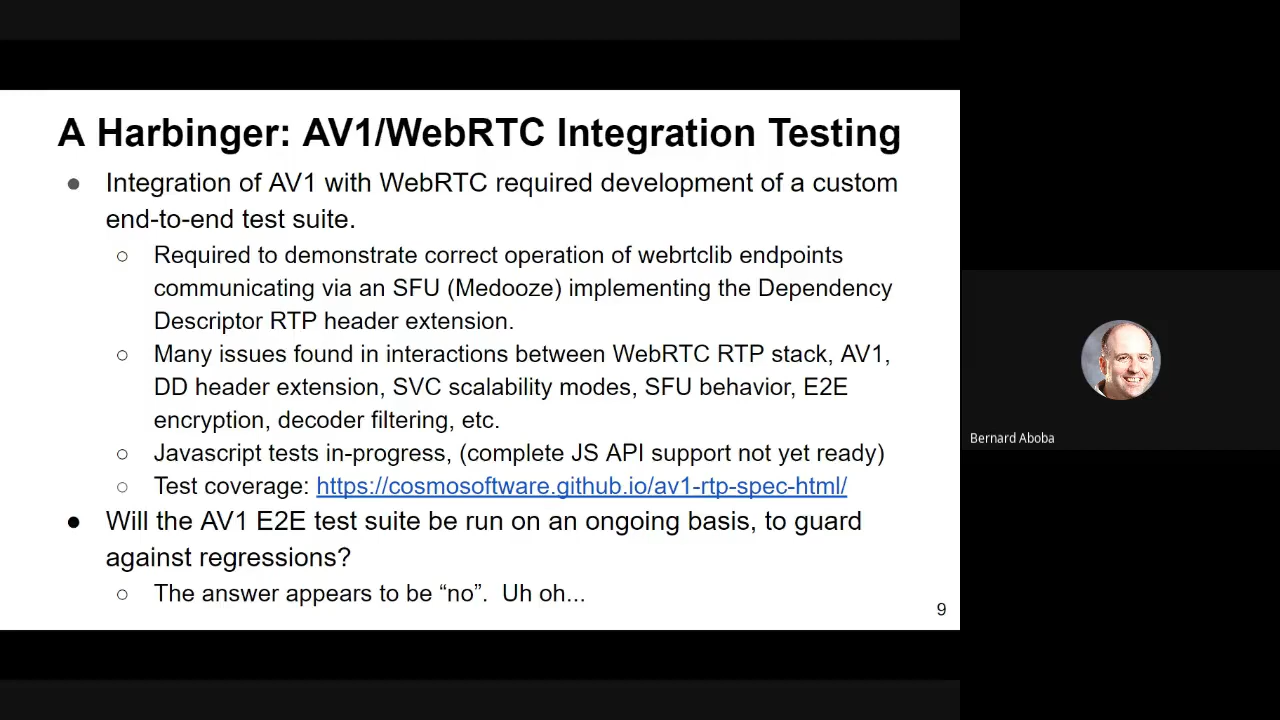 A Harbinger: AV1/WebRTC Integration Testing
● Integration of AV1 with WebRTC required development of a custom
end-to-end test suite.
○ Required to demonstrate correct operation of webrtclib endpoints
communicating via an SFU (Medooze) implementing the Dependency
Descriptor RTP header extension.
○ Many issues found in interactions between WebRTC RTP stack, AV1,
DD header extension, SVC scalability modes, SFU behavior, E2E
encryption, decoder filtering, etc.
○ Javascript tests in-progress, (complete JS API support not yet ready)
○ Test coverage: https://cosmosoftware.github.io/av1-rtp-spec-html/
● Will the AV1 E2E test suite be run on an ongoing basis, to guard
against regressions?
○ The answer appears to be “no”.  Uh oh...
9
Bernard Aboba